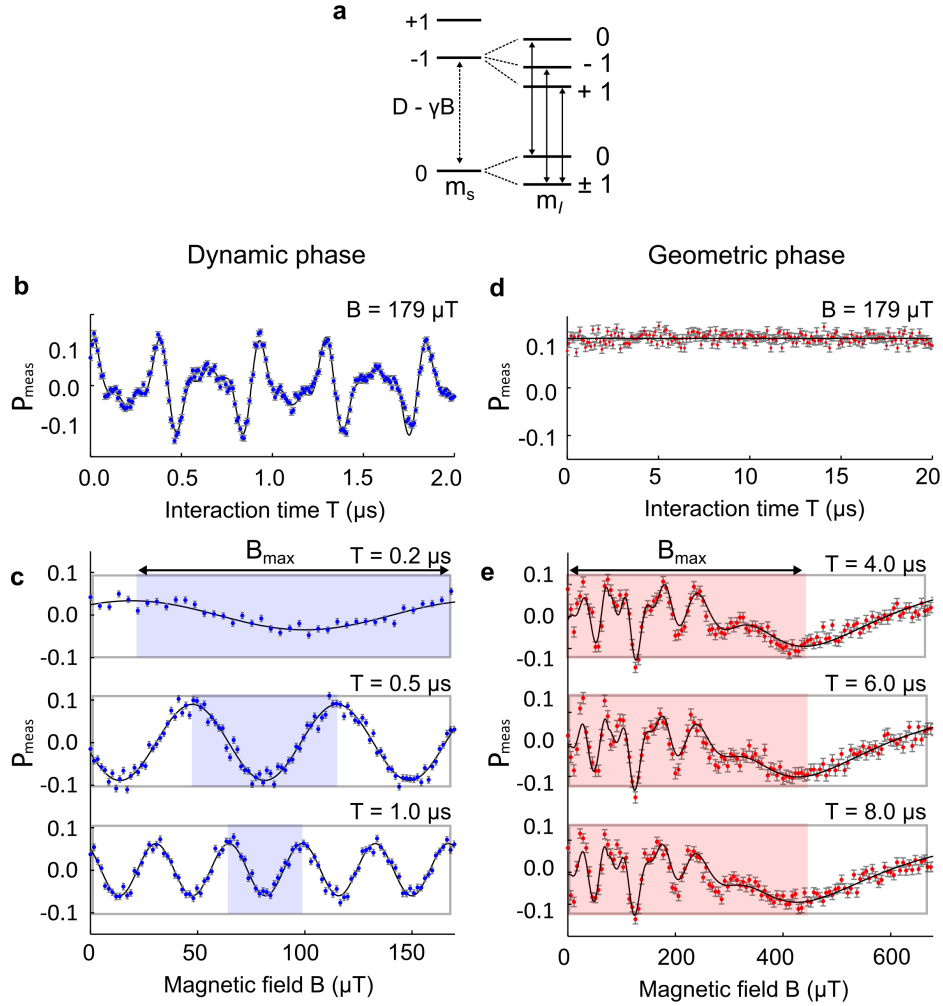 a
+1
-1
D - γB
0
mₛ
0
- 1
+ 1
0
± 1
m_I
Dynamic phase
Geometric phase
b
B = 179 µT
P_meas
0.1
0.0
-0.1
0.0 0.5 1.0 1.5 2.0
Interaction time T (µs)
d
B = 179 µT
P_meas
0.1
0.0
-0.1
0 5 10 15 20
Interaction time T (µs)
c
B_max
T = 0.2 µs
0.1
0.0
-0.1
T = 0.5 µs
P_meas
0.1
0.0
-0.1
T = 1.0 µs
0.1
0.0
-0.1
0 50 100 150
Magnetic field B (µT)
e
B_max
T = 4.0 µs
0.1
0.0
-0.1
T = 6.0 µs
P_meas
0.1
0.0
-0.1
T = 8.0 µs
0.1
0.0
-0.1
0 200 400 600
Magnetic field B (µT)